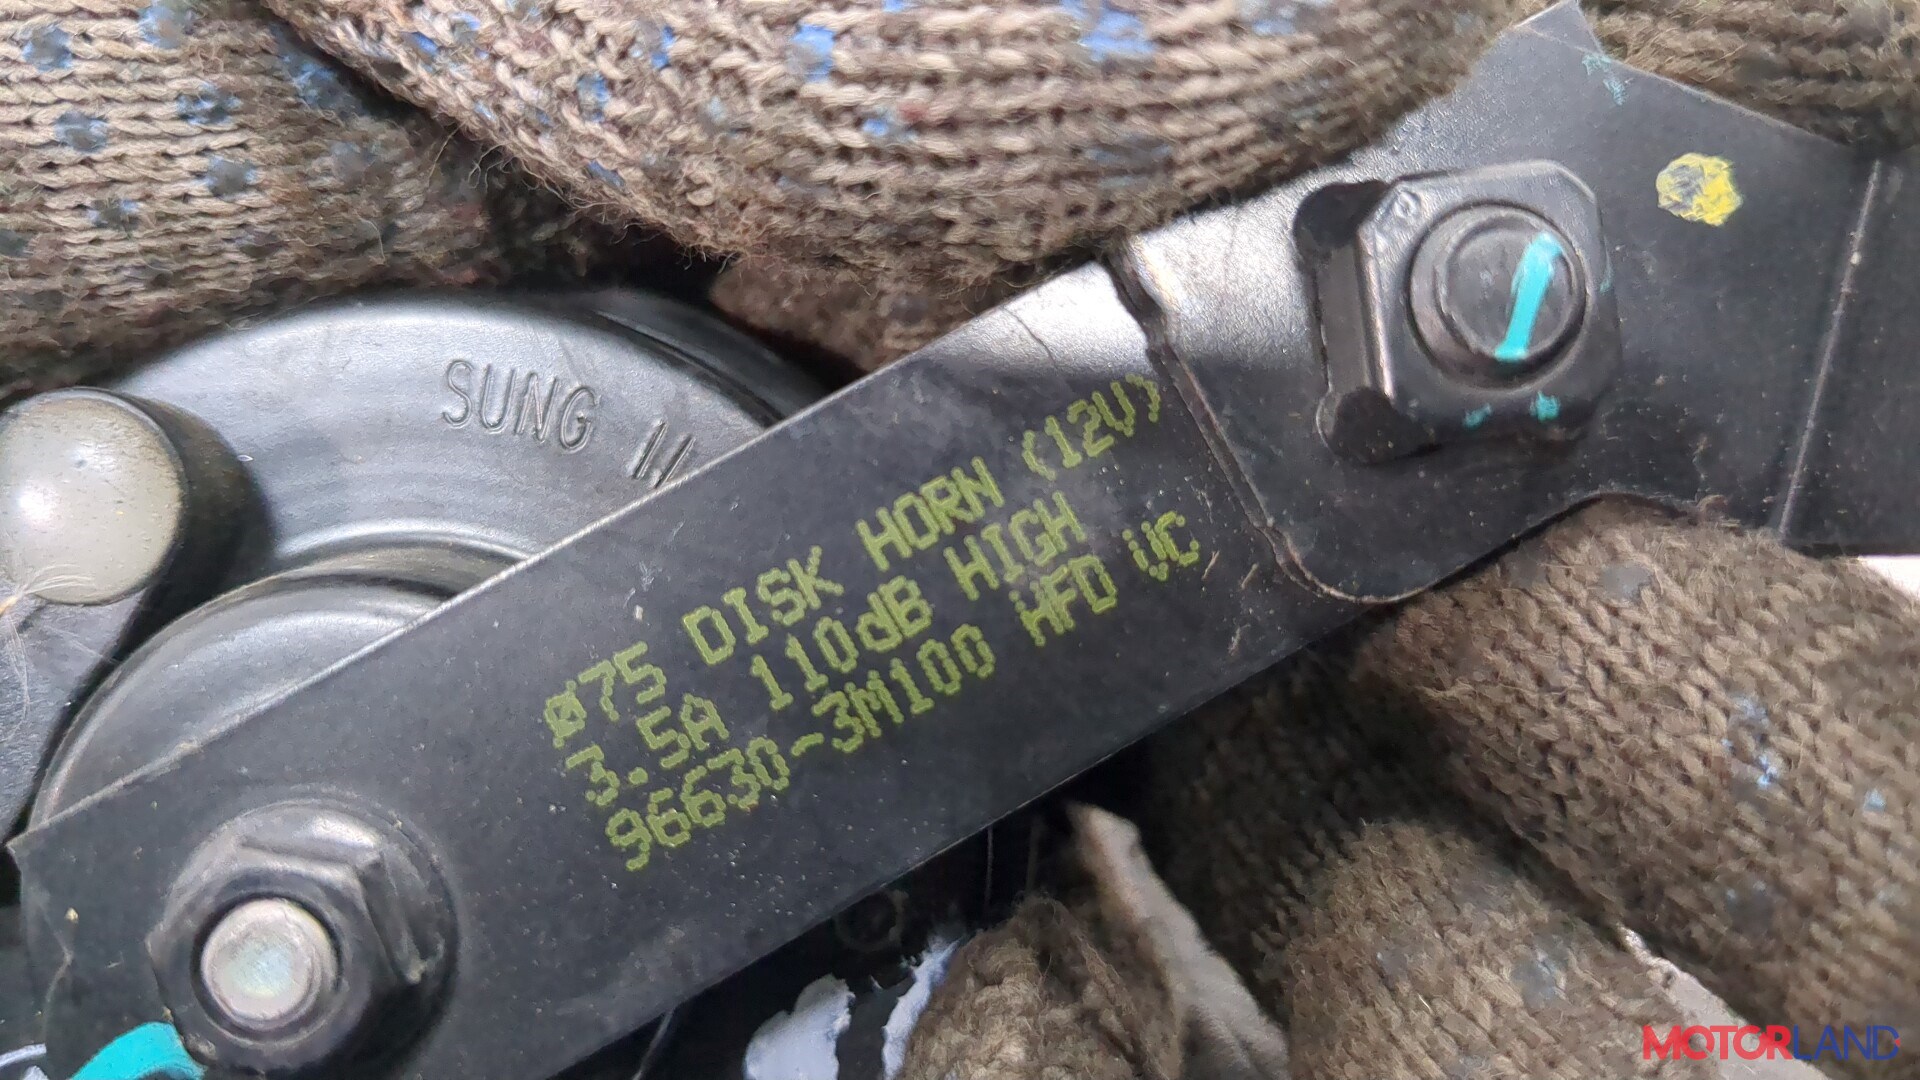 SUNG
Ø75 DISK HORN (12V)
3.5A 110dB HIGH
96630-3M100 HFD VC
MOTORLAND